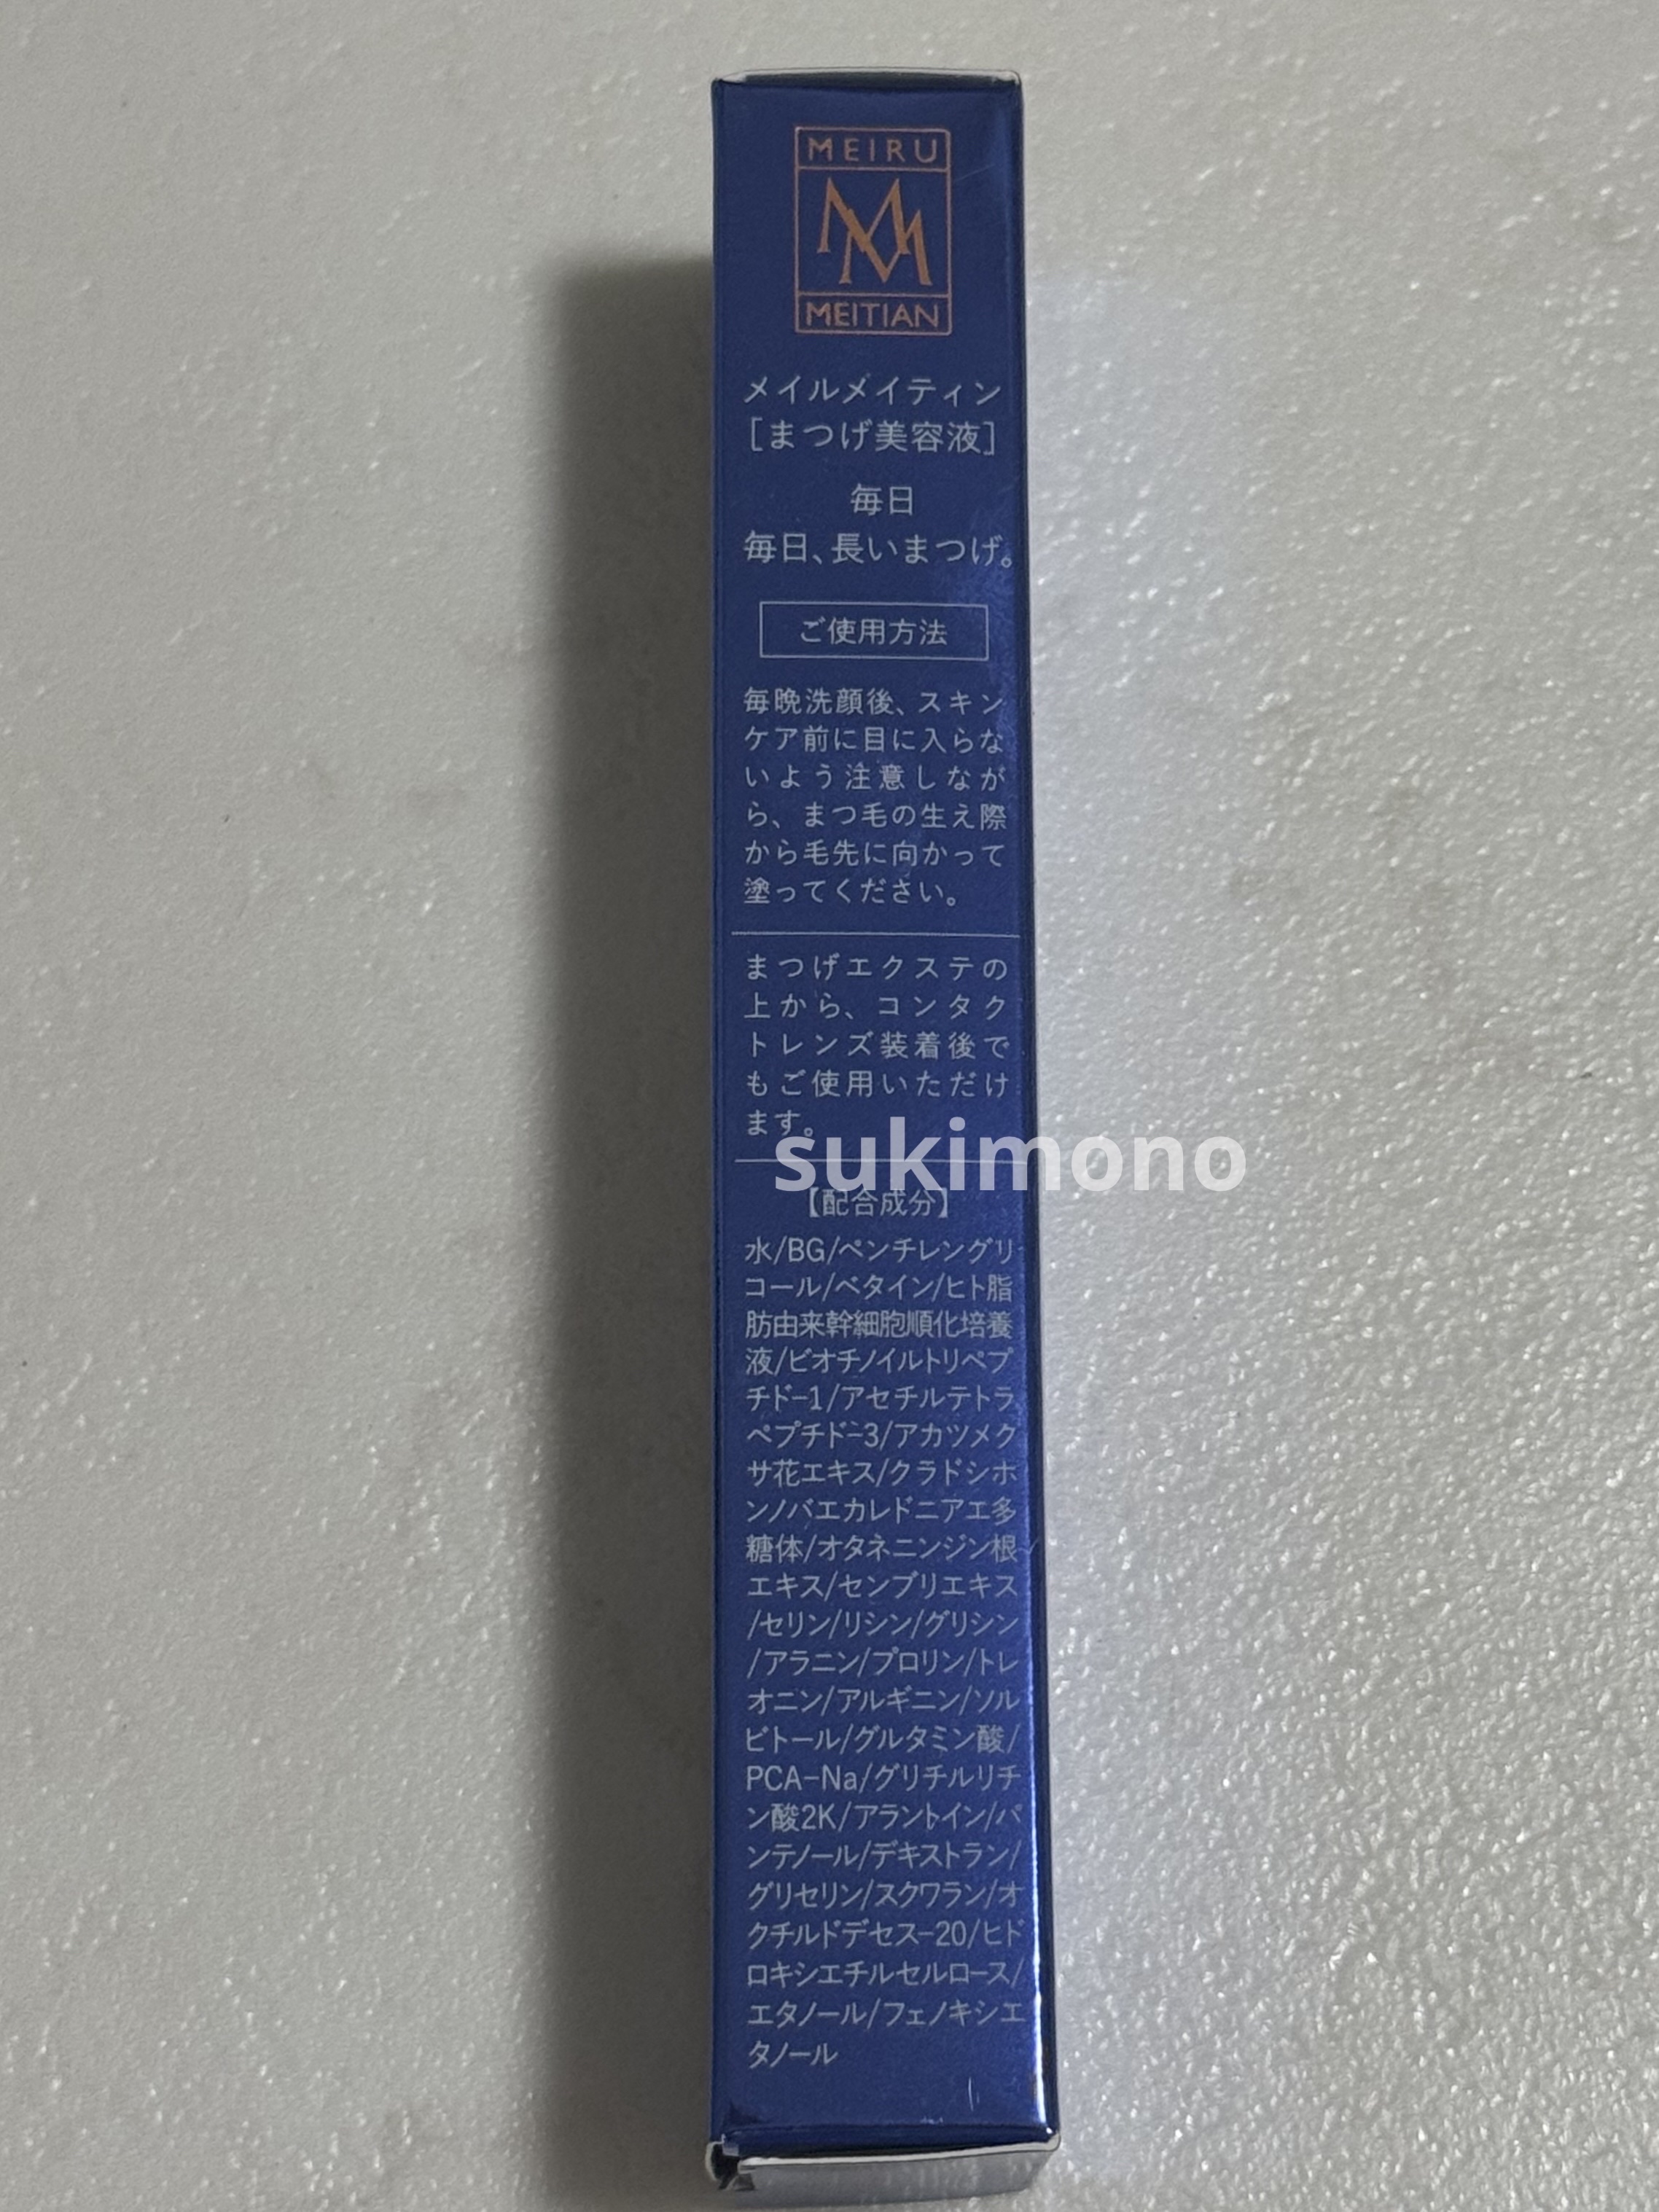 MEIRU
M
MEITIAN
メイルメイティン
[まつげ美容液]
毎日
毎日、長いまつげ。
ご使用方法
毎晩洗顔後、スキン
ケア前に目に入らな
いよう注意しなが
ら、まつ毛の生え際
から毛先に向かって
塗ってください。
まつげエクステの
上から、コンタク
トレンズ装着後で
もご使用いただけ
ます。
sukimono
【配合成分】
水/BG/ペンチレングリ
コール/ベタイン/ヒト脂
肪由来幹細胞順化培養
液/ビオチノイルトリペプ
チド-1/アセチルテトラ
ペプチド-3/アカツメク
サ花エキス/クラドシホ
ンノバエカレドニアエ多
糖体/オタネニンジン根
エキス/センブリエキス
/セリン/リシン/グリシン
/アラニン/プロリン/トレ
オニン/アルギニン/ソル
ビトール/グルタミン酸/
PCA-Na/グリチルリチ
ン酸2K/アラントイン/パ
ンテノール/デキストラン/
グリセリン/スクワラン/オ
クチルドデセス-20/ヒド
ロキシエチルセルロース/
エタノール/フェノキシエ
タノール